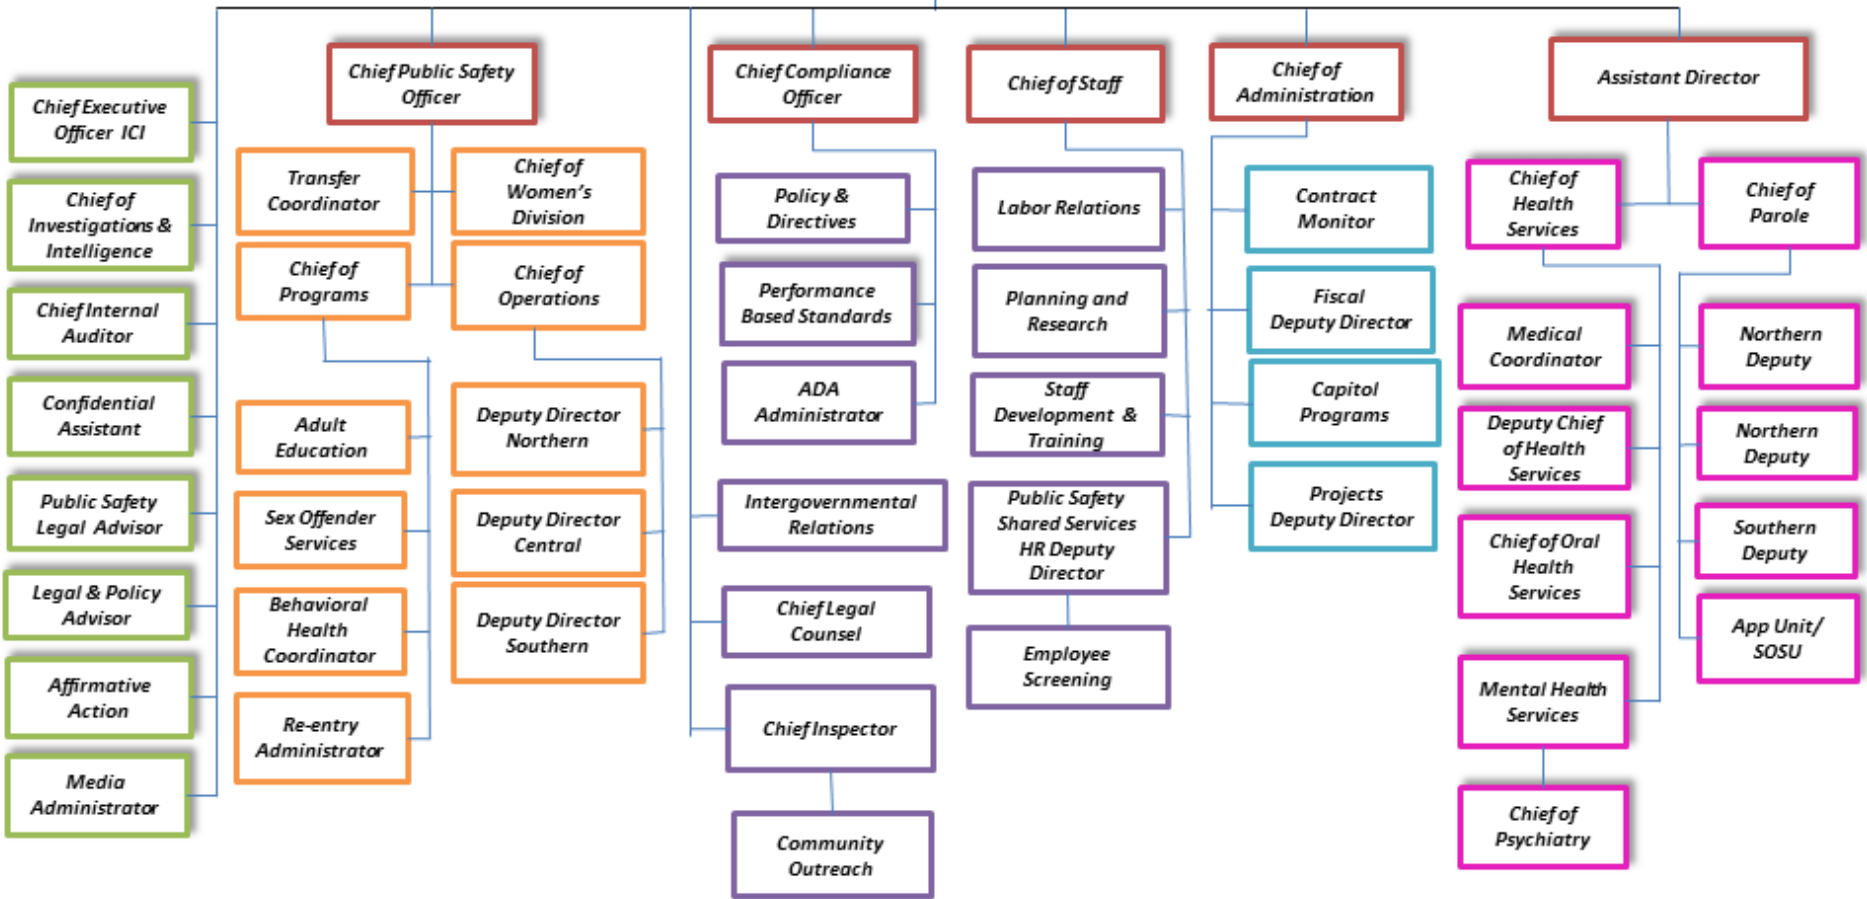 Chief Executive
Officer ICI
Chief of
Investigations &
Intelligence
Chief Internal
Auditor
Confidential
Assistant
Public Safety
Legal Advisor
Legal & Policy
Advisor
Affirmative
Action
Media
Administrator
Chief Public Safety
Officer
Transfer
Coordinator
Chief of
Women's
Division
Chief of
Programs
Chief of
Operations
Adult
Education
Sex Offender
Services
Behavioral
Health
Coordinator
Re-entry
Administrator
Deputy Director
Northern
Deputy Director
Central
Deputy Director
Southern
Chief Compliance
Officer
Policy &
Directives
Performance
Based Standards
ADA
Administrator
Intergovernmental
Relations
Chief Legal
Counsel
Chief Inspector
Community
Outreach
Chief of Staff
Labor Relations
Planning and
Research
Staff
Development &
Training
Public Safety
Shared Services
HR Deputy
Director
Employee
Screening
Chief of
Administration
Contract
Monitor
Fiscal
Deputy Director
Capitol
Programs
Projects
Deputy Director
Assistant Director
Chief of
Health
Services
Chief of
Parole
Medical
Coordinator
Deputy Chief
of Health
Services
Chief of Oral
Health
Services
Mental Health
Services
Chief of
Psychiatry
Northern
Deputy
Northern
Deputy
Southern
Deputy
App Unit/
SOSU